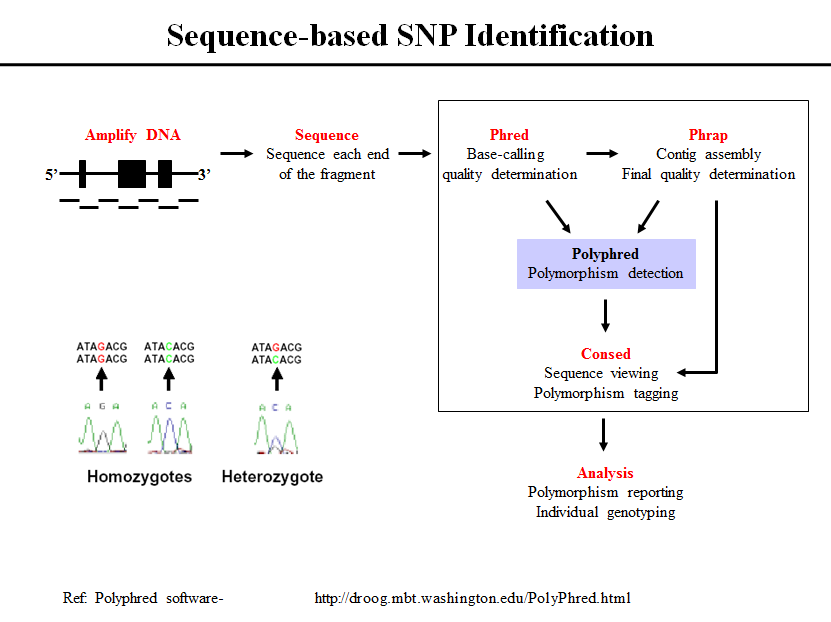 Sequence-based SNP Identification
Amplify DNA
5’
3’
Sequence
Sequence each end
of the fragment
Phred
Base-calling
quality determination
Phrap
Contig assembly
Final quality determination
Polyphred
Polymorphism detection
Consed
Sequence viewing
Polymorphism tagging
Analysis
Polymorphism reporting
Individual genotyping
ATAGACG
ATAGACG
ATACACG
ATACACG
ATAGACG
ATACACG
A G A
A C A
A C A
Homozygotes
Heterozygote
Ref: Polyphred software- http://droog.mbt.washington.edu/PolyPhred.html